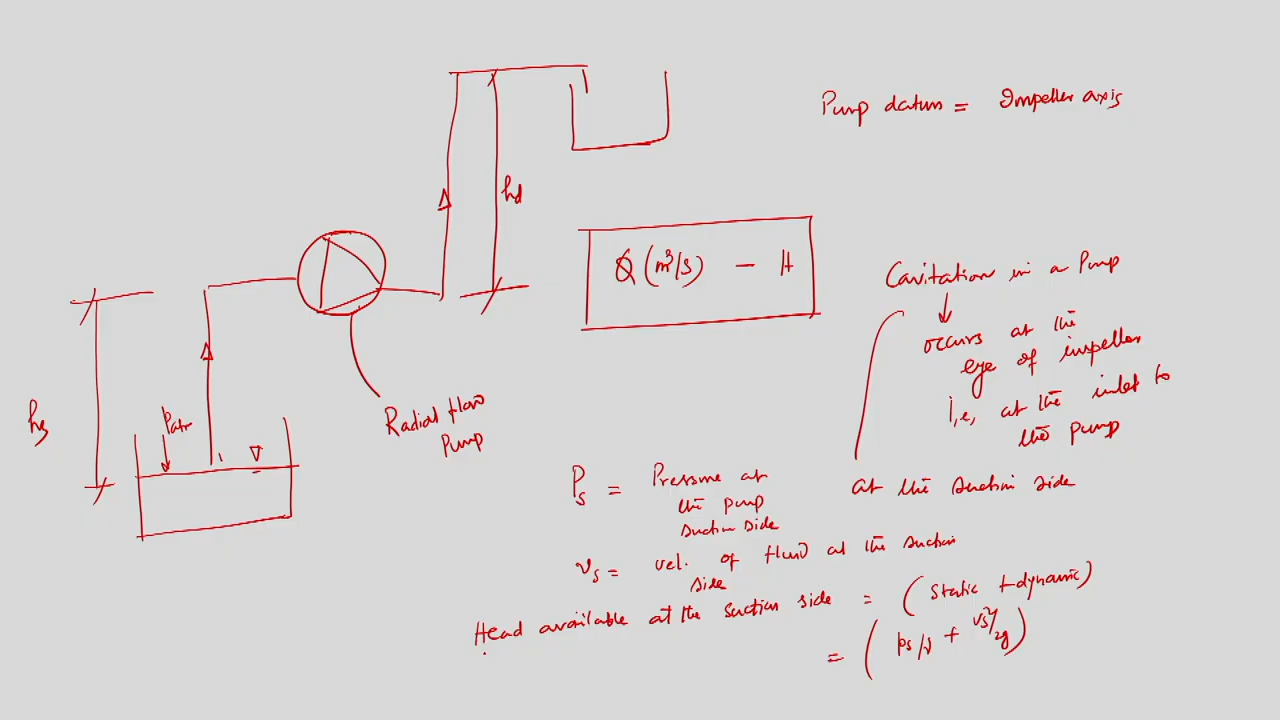 Pump datum = Impeller axis
hd
Q (m³/s) - H
Cavitation in a Pump
occurs at the
eye of impeller
i.e, at the inlet to
the pump
hs
Patm
Radial flow
Pump
Ps = Pressure at
the pump
suction side
at the suction side
vs = vel. of fluid at the suction
side
Head available at the suction side = (Static + dynamic)
= (ps/γ + vs²/2g)